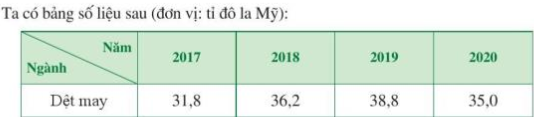 Ta có bảng số liệu sau (đơn vị: tỉ đô la Mỹ):
Năm
Ngành
2017 2018 2019 2020
Dệt may 31,8 36,2 38,8 35,0